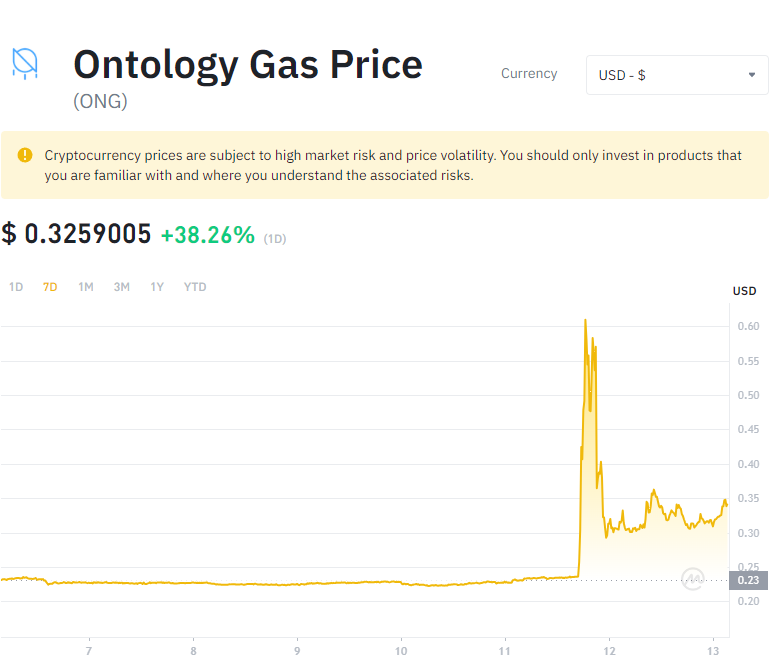 Ontology Gas Price
(ONG)
Currency
USD - $
Cryptocurrency prices are subject to high market risk and price volatility. You should only invest in products that
you are familiar with and where you understand the associated risks.
$ 0.3259005 +38.26% (1D)
1D 7D 1M 3M 1Y YTD
USD
0.60
0.55
0.50
0.45
0.40
0.35
0.30
0.25
0.23
0.20
7 8 9 10 11 12 13